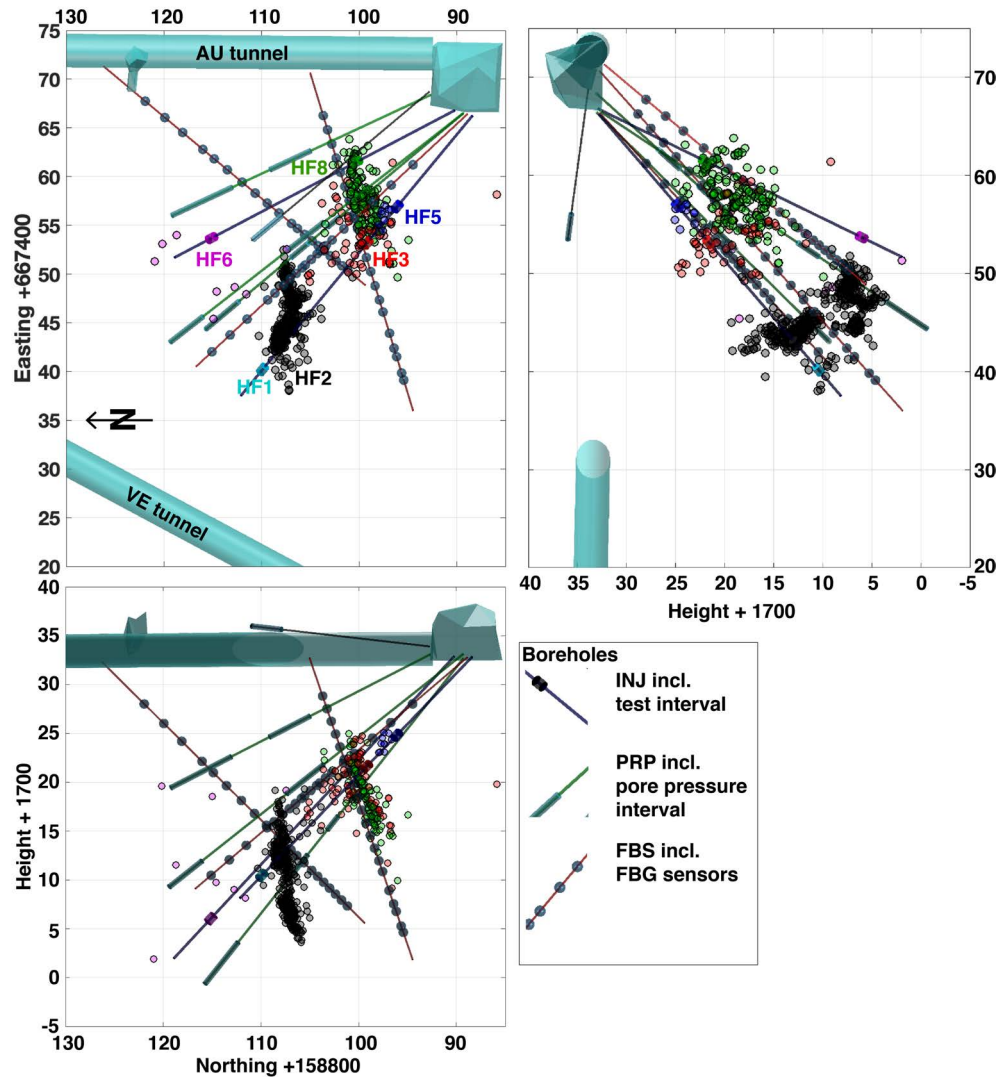 130 120 110 100 90
75
70
65
60
55
50
45
40
35
30
25
20
Easting +667400
AU tunnel
HF8
HF5
HF6
HF3
HF2
HF1
N
VE tunnel
70
60
50
40
30
20
40 35 30 25 20 15 10 5 0 -5
Height + 1700
40
35
30
25
20
15
10
5
0
-5
Height + 1700
130 120 110 100 90
Northing +158800
Boreholes
INJ incl.
test interval
PRP incl.
pore pressure
interval
FBS incl.
FBG sensors